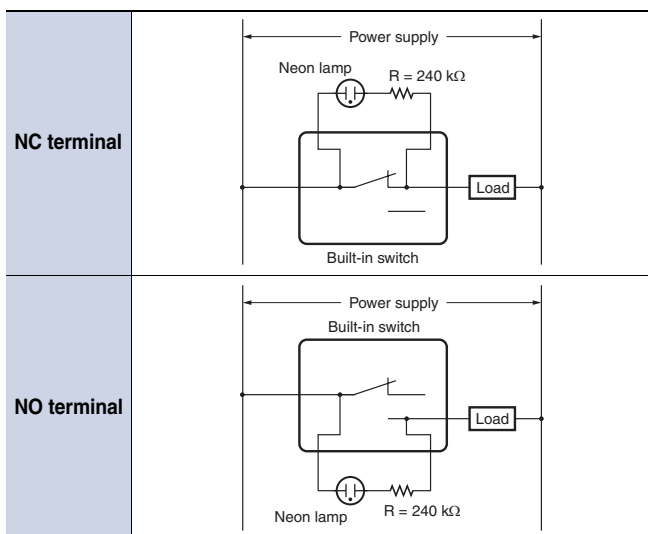 NC terminal
Power supply
Neon lamp
R = 240 kΩ
Load
Built-in switch
NO terminal
Power supply
Built-in switch
Load
Neon lamp
R = 240 kΩ